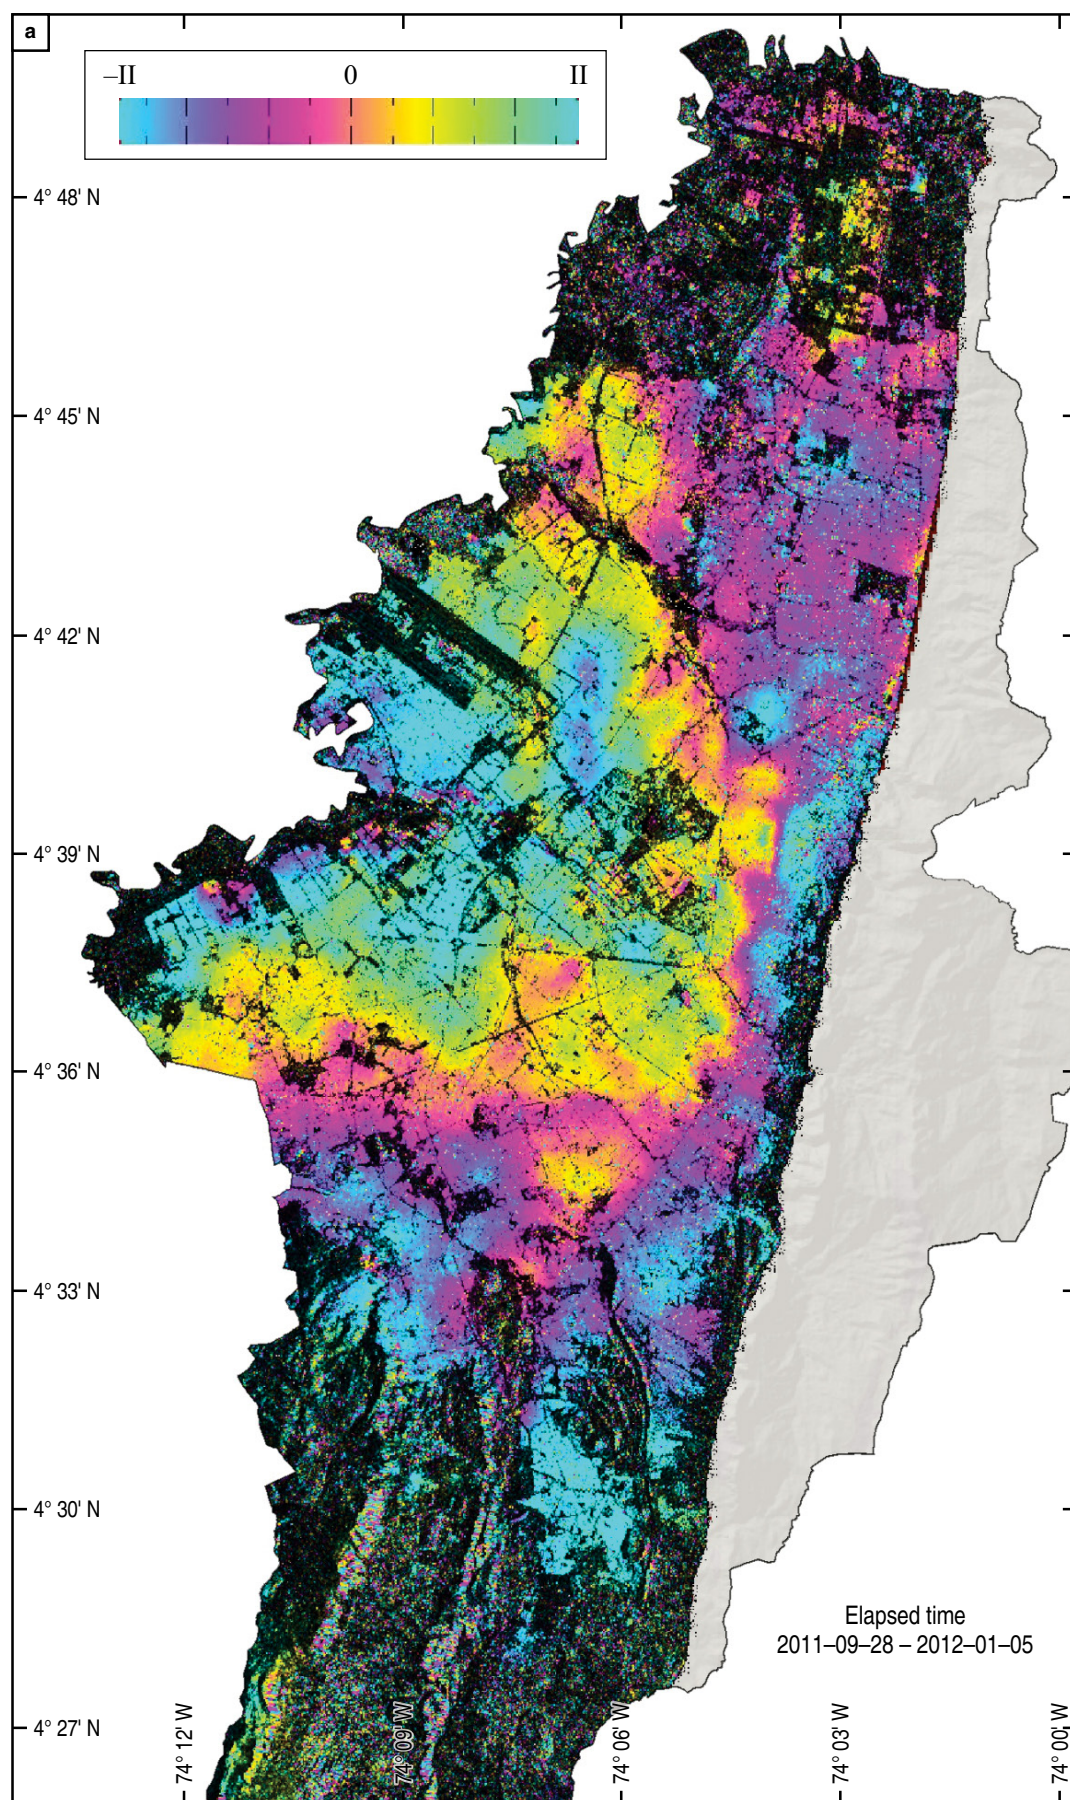 a
–II 0 II
4° 48' N
4° 45' N
4° 42' N
4° 39' N
4° 36' N
4° 33' N
4° 30' N
4° 27' N
Elapsed time
2011–09–28 – 2012–01–05
74° 12' W
74° 09' W
74° 06' W
74° 03' W
74° 00' W